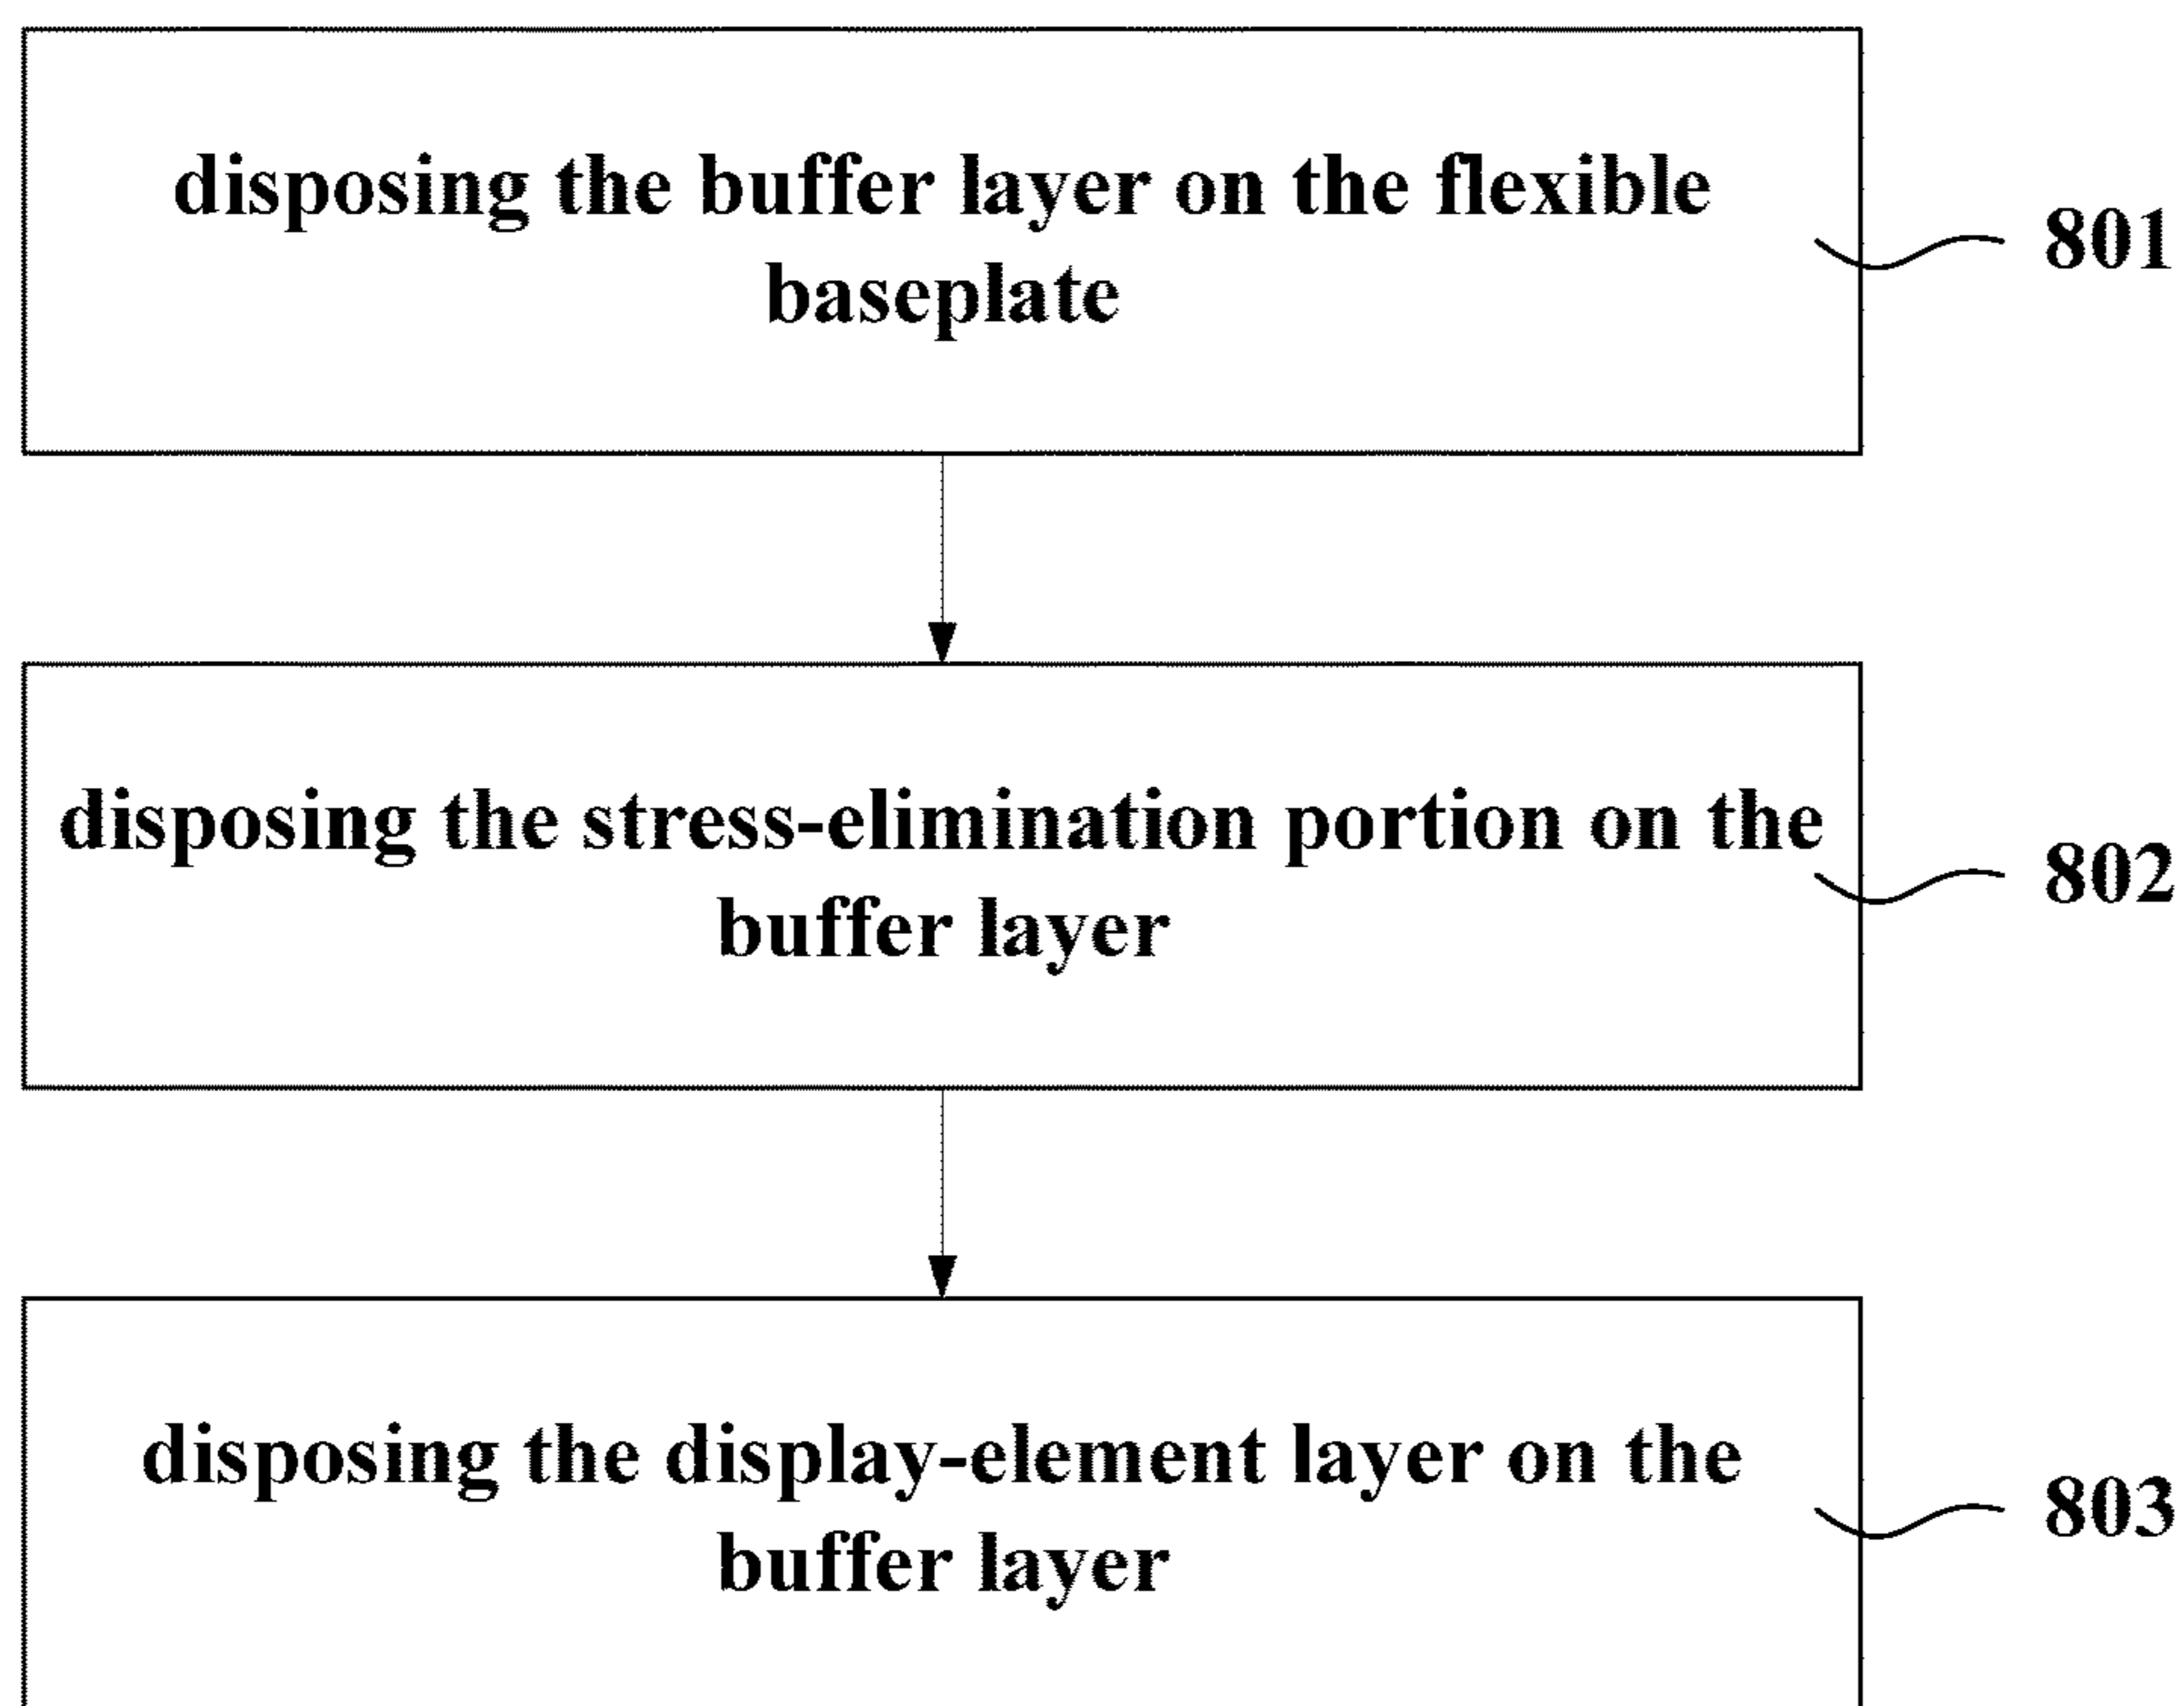 disposing the buffer layer on the flexible
baseplate
801
disposing the stress-elimination portion on the
buffer layer
802
disposing the display-element layer on the
buffer layer
803